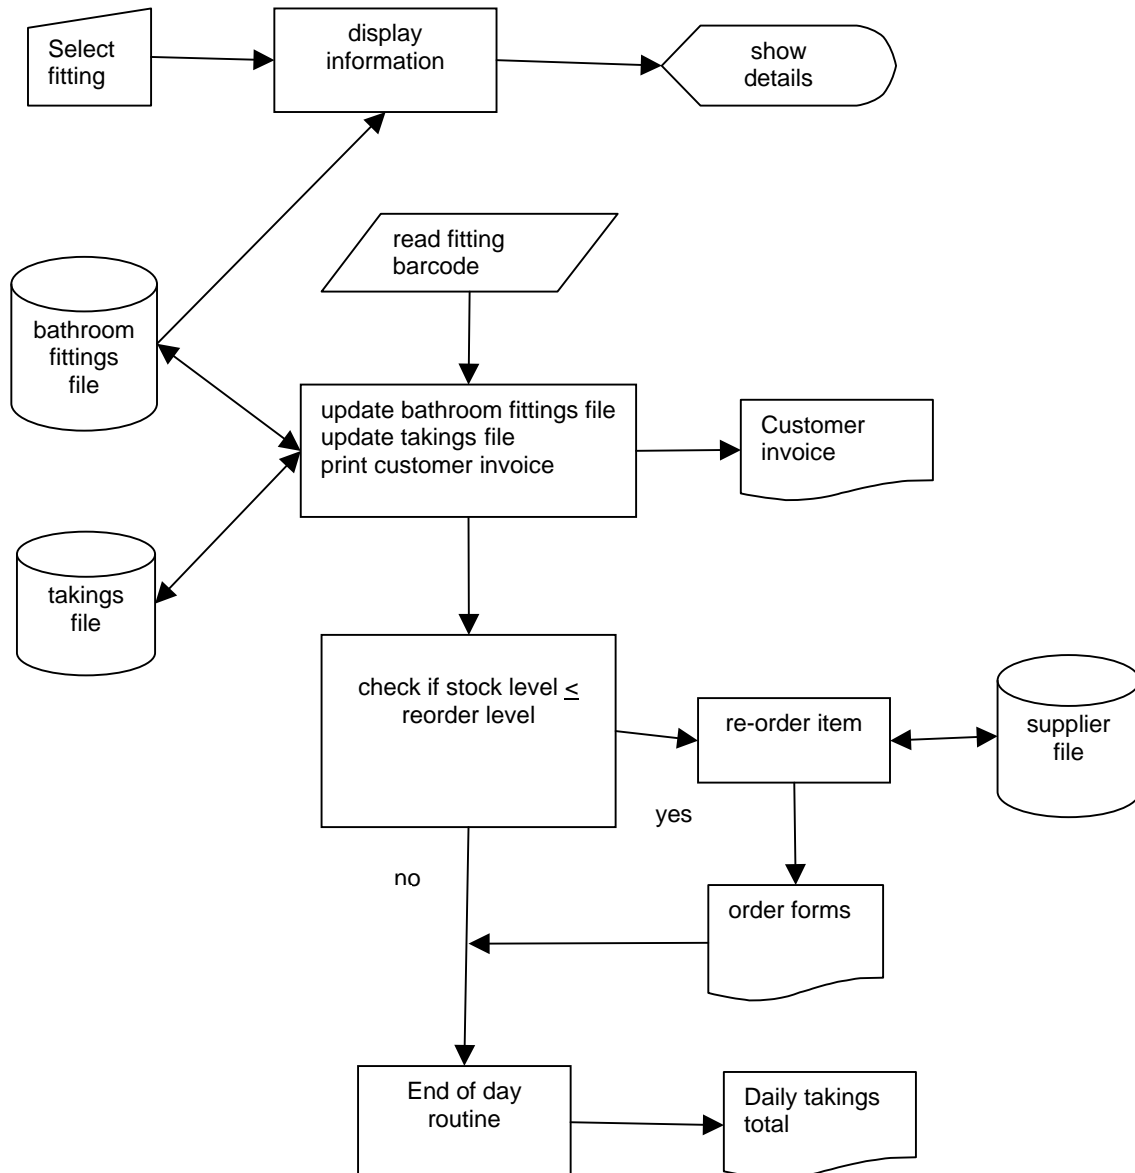 Select
fitting
display
information
show
details
read fitting
barcode
bathroom
fittings
file
update bathroom fittings file
update takings file
print customer invoice
Customer
invoice
takings
file
check if stock level ≤
reorder level
re-order item
supplier
file
yes
no
order forms
End of day
routine
Daily takings
total